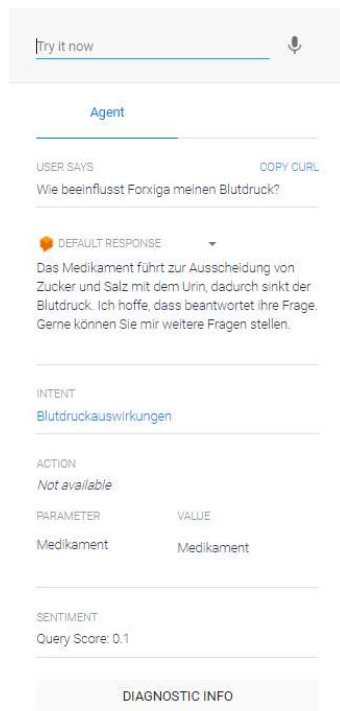 Try it now
Agent
USER SAYS COPY CURL
Wie beeinflusst Forxiga meinen Blutdruck?
DEFAULT RESPONSE
Das Medikament führt zur Ausscheidung von
Zucker und Salz mit dem Urin, dadurch sinkt der
Blutdruck. Ich hoffe, dass beantwortet ihre Frage.
Gerne können Sie mir weitere Fragen stellen.
INTENT
Blutdruckauswirkungen
ACTION
Not available
PARAMETER VALUE
Medikament Medikament
SENTIMENT
Query Score: 0.1
DIAGNOSTIC INFO